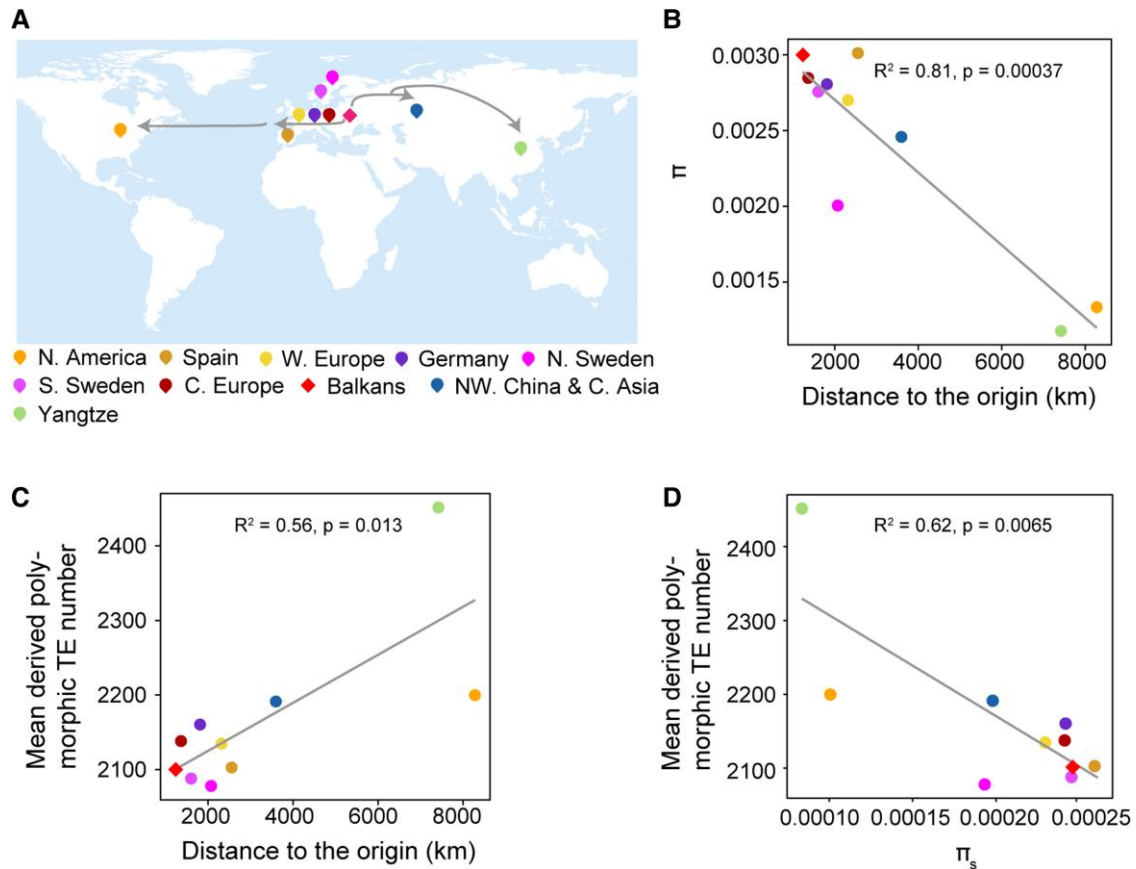 A
N. America Spain W. Europe Germany N. Sweden
S. Sweden C. Europe Balkans NW. China & C. Asia
Yangtze
B
R² = 0.81, p = 0.00037
π
0.0030
0.0025
0.0020
0.0015
2000 4000 6000 8000
Distance to the origin (km)
C
R² = 0.56, p = 0.013
Mean derived poly-
morphic TE number
2400
2300
2200
2100
2000 4000 6000 8000
Distance to the origin (km)
D
R² = 0.62, p = 0.0065
Mean derived poly-
morphic TE number
2400
2300
2200
2100
0.00010 0.00015 0.00020 0.00025
πs